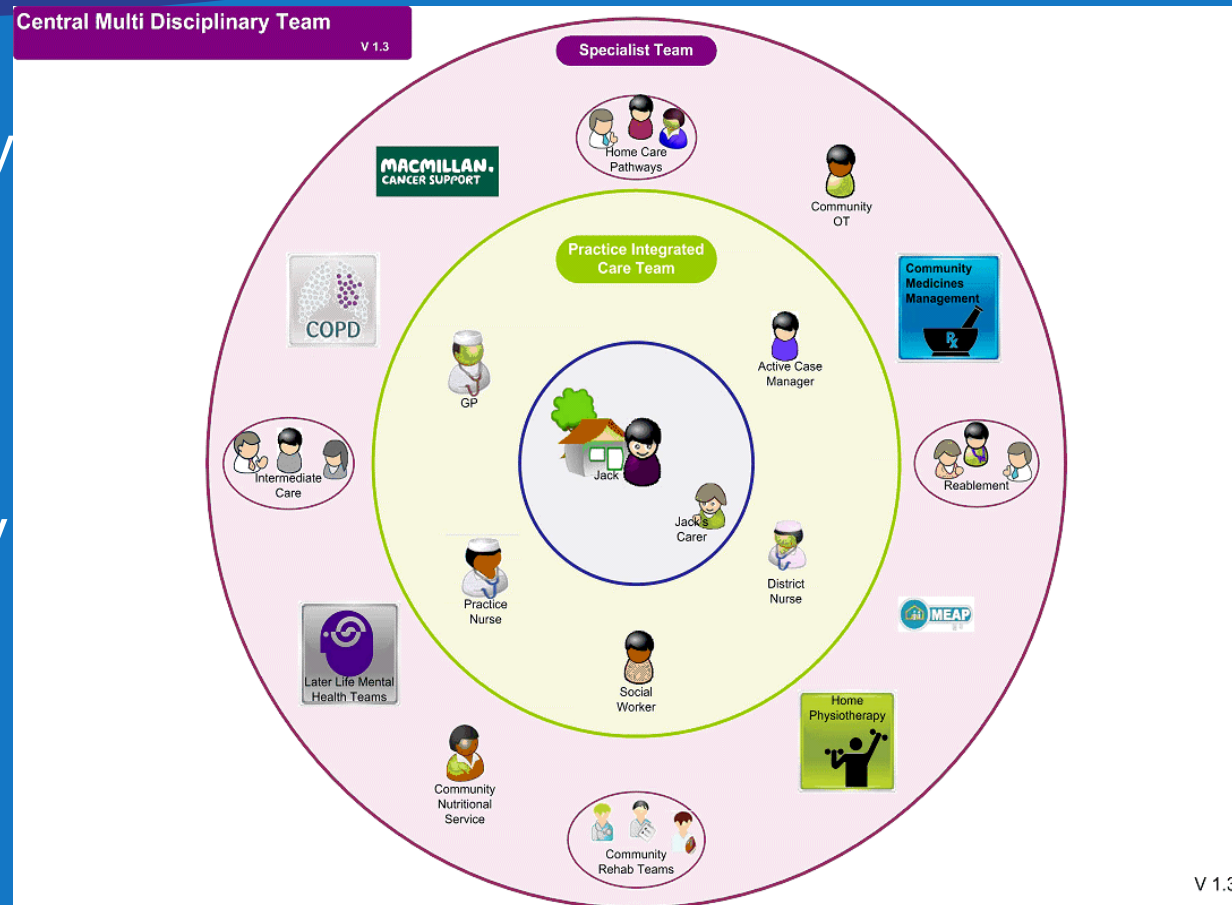 Central Multi Disciplinary Team
V 1.3
Specialist Team
Home Care
Pathways
MACMILLAN.
CANCER SUPPORT
Community
OT
Practice Integrated
Care Team
Community
Medicines
Management
Rx
COPD
Active Case
Manager
GP
Jack
Intermediate
Care
Reablement
Jack's
Carer
District
Nurse
Practice
Nurse
MEAP
Later Life Mental
Health Teams
Social
Worker
Home
Physiotherapy
Community
Nutritional
Service
Community
Rehab Teams
V 1.3